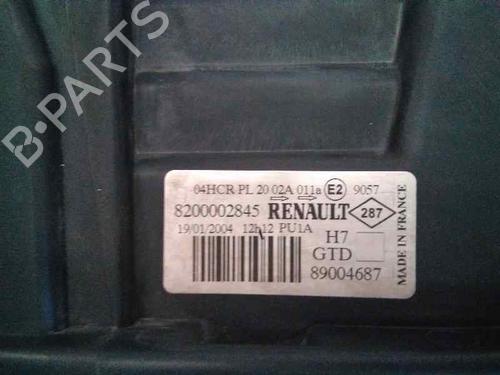 B-PARTS
04HCR PL 20 02A 011a E2 9057
8200002845 RENAULT 287
19/01/2004 12h12 PU1A
H7
GTD
89004687
MADE IN FRANCE